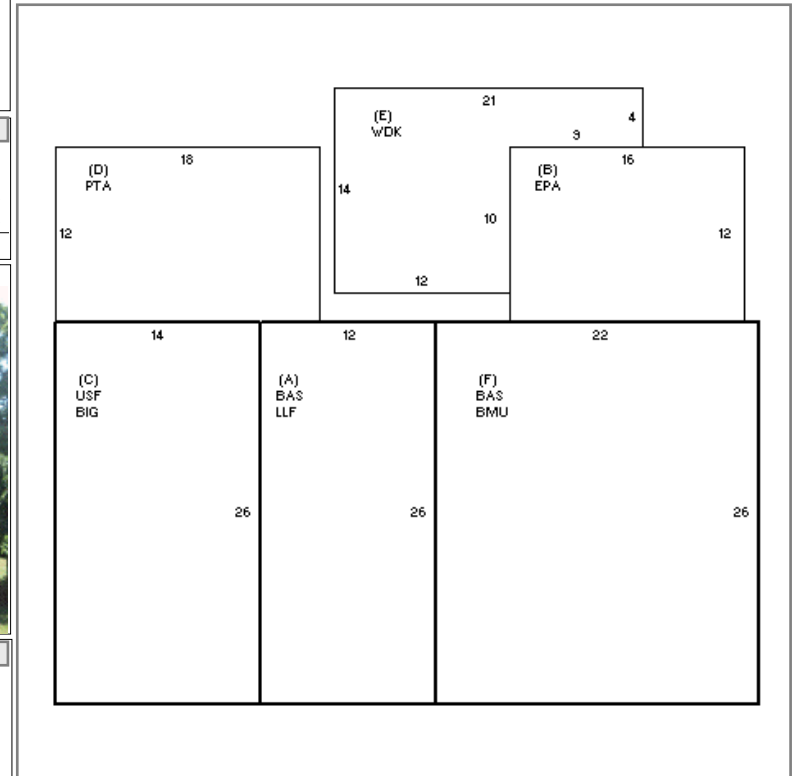 21
(E)
WDK
4
9
18
(D)
PTA
16
(B)
EPA
14
12
10
12
12
14
12
22
(C)
USF
BIG
(A)
BAS
LLF
(F)
BAS
BMU
26
26
26